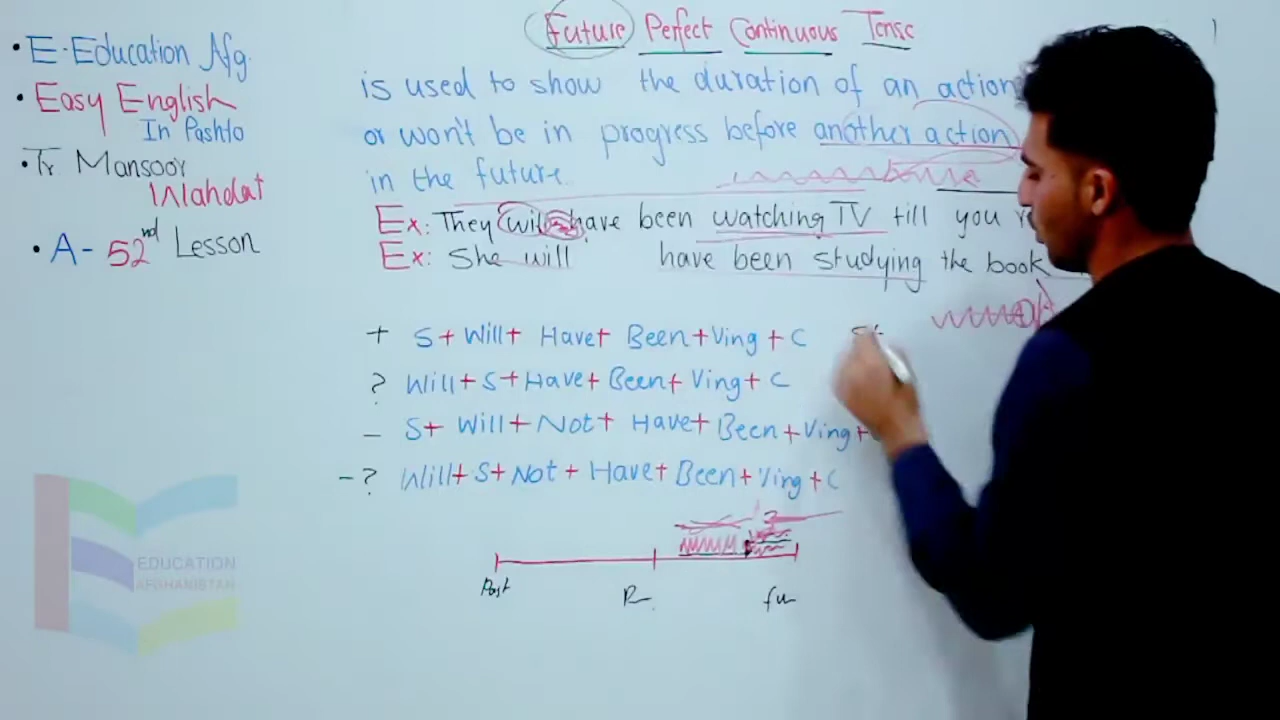 Future Perfect Continuous Tense
• E-Education Afg.
• Easy English
In Pashto
• Tr Mansoor
Wahdat
• A- 52nd Lesson
is used to show the duration of an action
or won't be in progress before another action
in the future.
Ex: They will have been watching TV till you
Ex: She will have been studying the book
+ S+ Will+ Have+ Been+Ving+C
? Will+S+Have+Been+Ving+C
- S+ Will+Not+ Have+Been+Ving+
-? Will+S+Not+Have+Been+Ving+C
Past
fu
EDUCATION
AFGHANISTAN